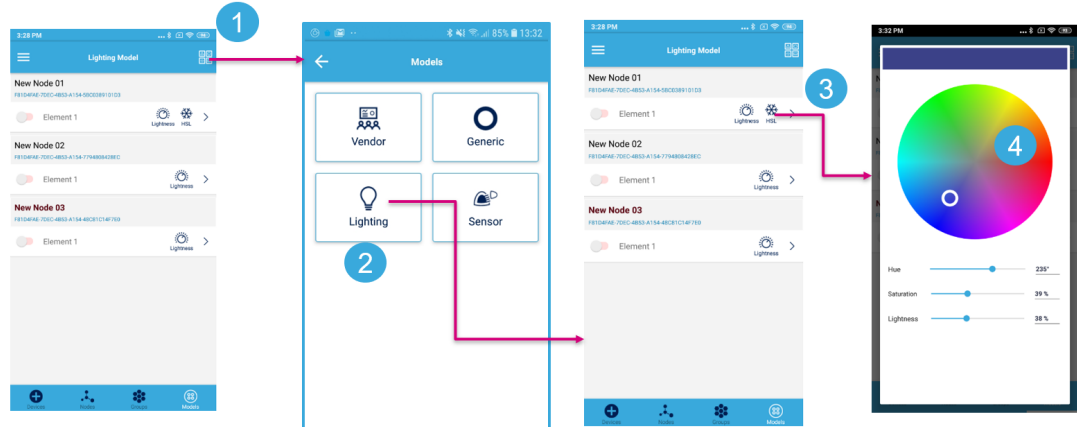 1
3:28 PM
Lighting Model
New Node 01
F81D4FAE-7DEC-4B53-A154-5BC038910103
Element 1
Lightness HSL
New Node 02
F81D4FAE-7DEC-4B53-A154-7794808428EC
Element 1
Lightness
New Node 03
F81D4FAE-7DEC-4B53-A154-48C81C14F7E0
Element 1
Lightness
Devices Nodes Groups Models
85% 13:32
Models
Vendor Generic
Lighting Sensor
2
3:28 PM
Lighting Model
New Node 01
F81D4FAE-7DEC-4B53-A154-5BC038910103
Element 1
Lightness HSL
New Node 02
F81D4FAE-7DEC-4B53-A154-7794808428EC
Element 1
Lightness
New Node 03
F81D4FAE-7DEC-4B53-A154-48C81C14F7E0
Element 1
Lightness
Devices Nodes Groups Models
3
3:32 PM
4
Hue 235°
Saturation 39 %
Lightness 38 %